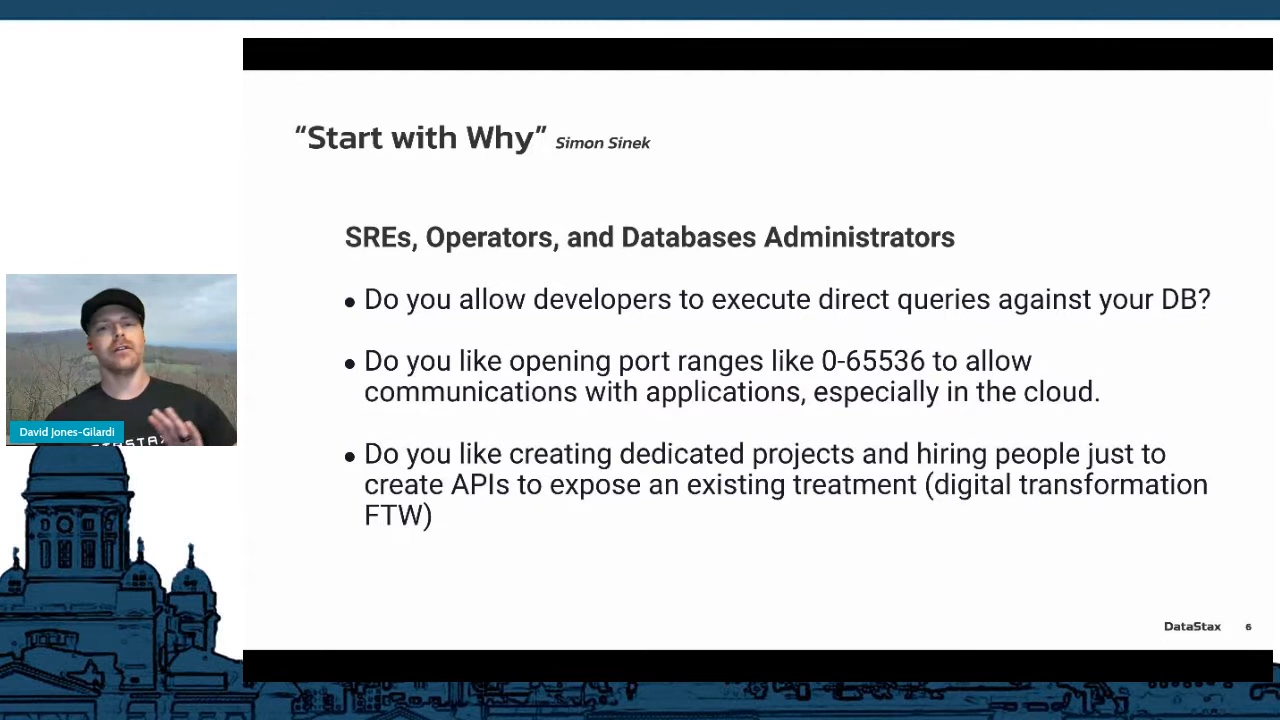 “Start with Why” Simon Sinek
SREs, Operators, and Databases Administrators
• Do you allow developers to execute direct queries against your DB?
• Do you like opening port ranges like 0-65536 to allow
communications with applications, especially in the cloud.
• Do you like creating dedicated projects and hiring people just to
create APIs to expose an existing treatment (digital transformation
FTW)
David Jones-Gilardi
DataStax 6